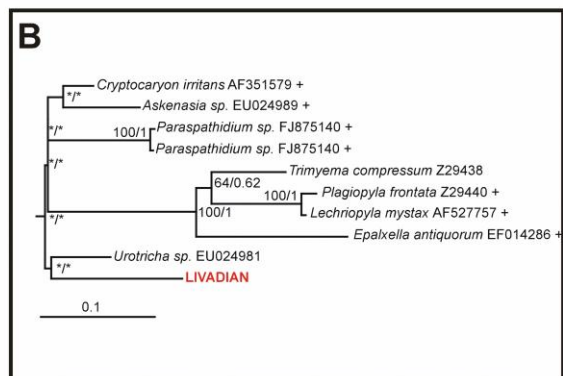 B
Cryptocaryon irritans AF351579 +
*/*
Askenasia sp. EU024989 +
*/*
100/1
Paraspathidium sp. FJ875140 +
Paraspathidium sp. FJ875140 +
*/*
Trimyema compressum Z29438
64/0.62
100/1
Plagiopyla frontata Z29440 +
*/*
100/1
Lechriopyla mystax AF527757 +
Epalxella antiquorum EF014286 +
Urotricha sp. EU024981
*/*
LIVADIAN
0.1